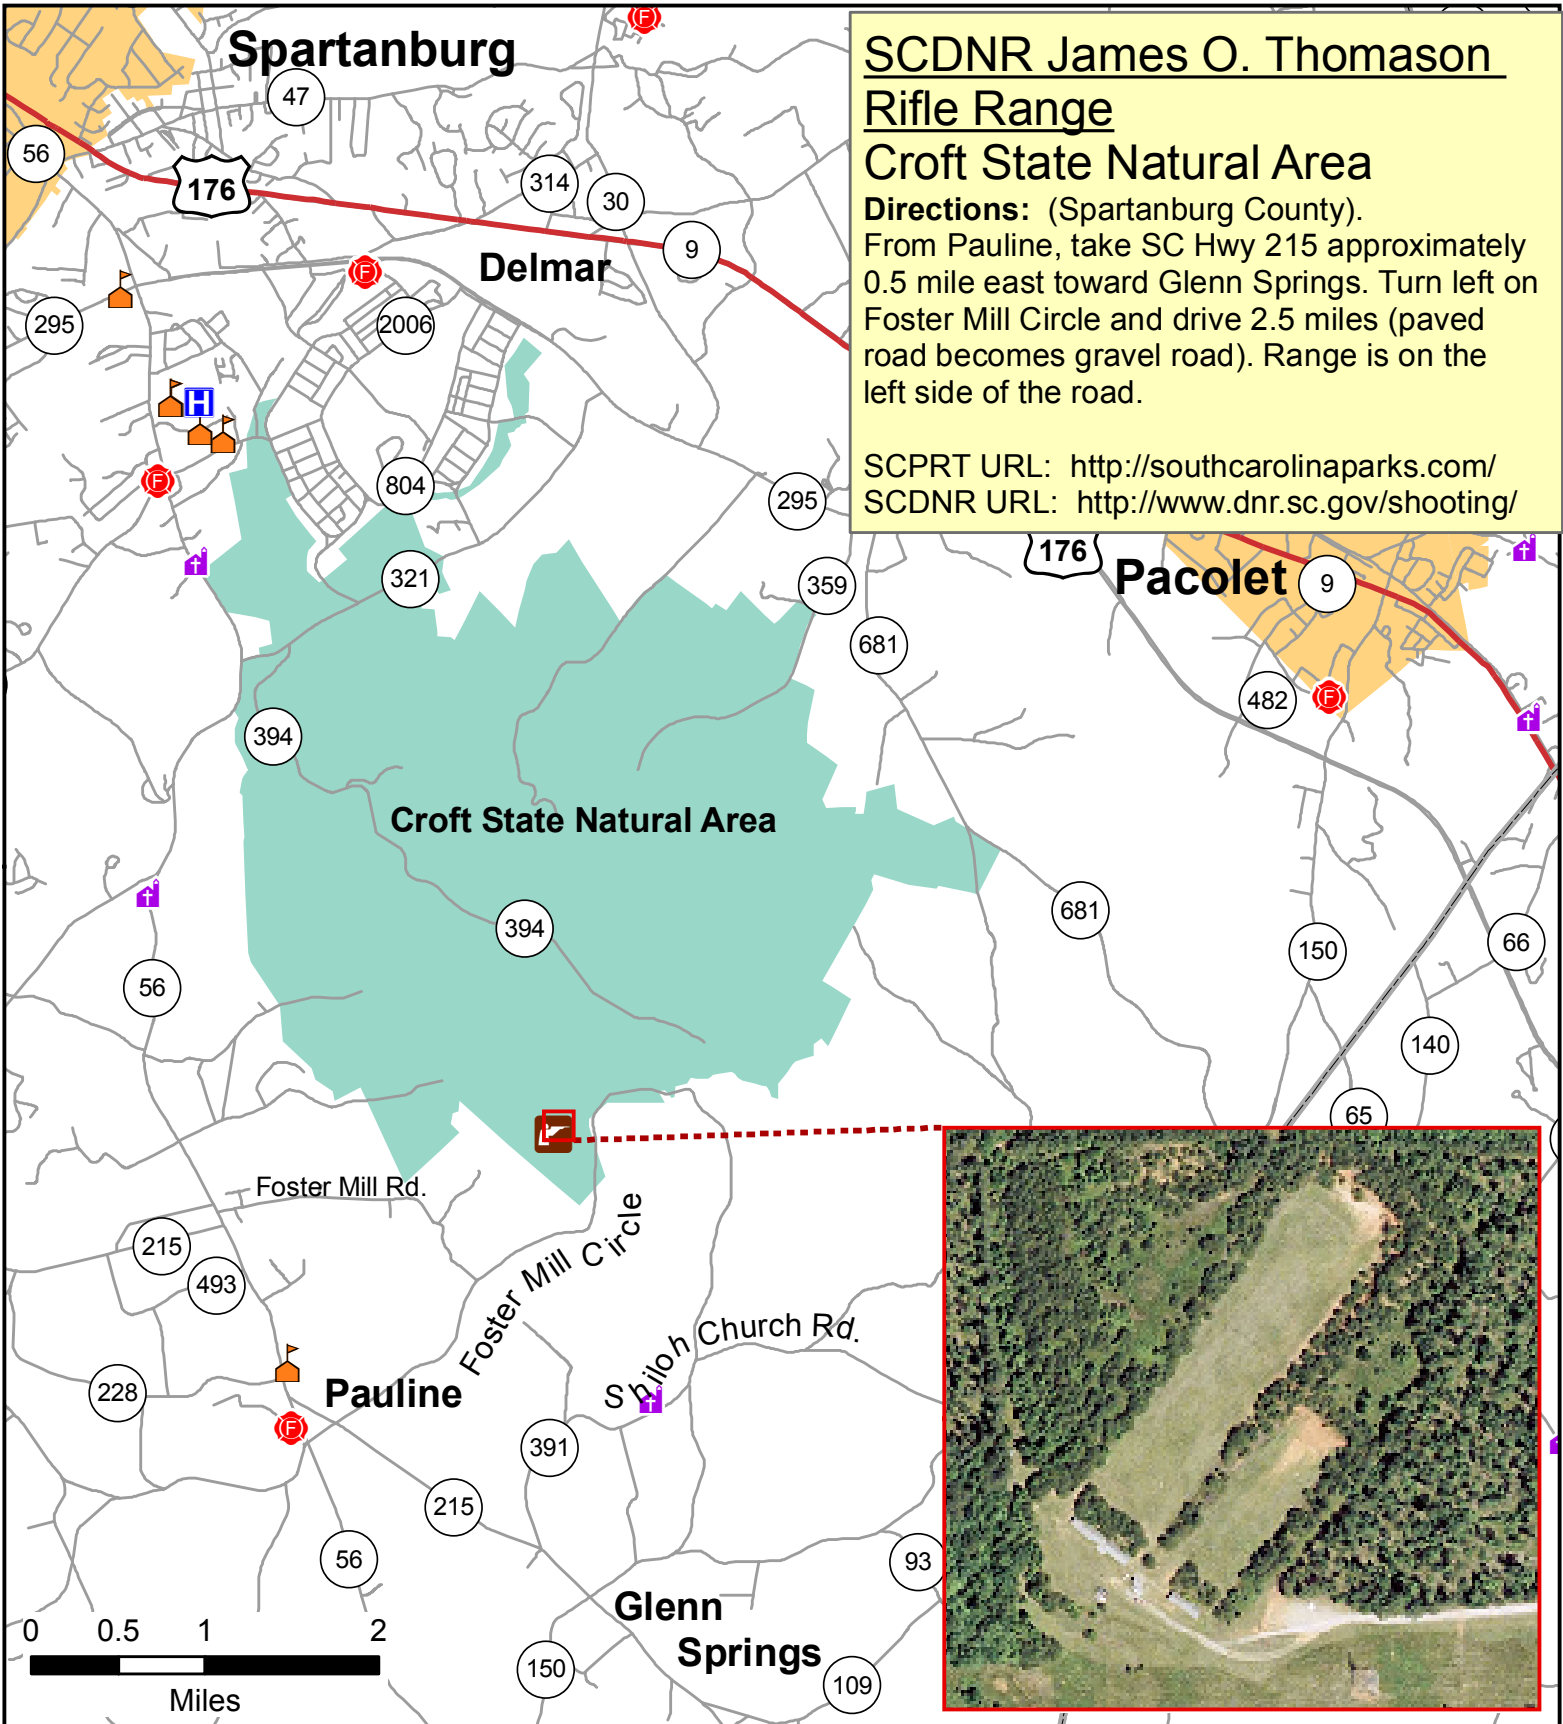 Spartanburg
47
56
176
314
30
9
Delmar
295
2006
SCDNR James O. Thomason
Rifle Range
Croft State Natural Area
Directions: (Spartanburg County).
From Pauline, take SC Hwy 215 approximately
0.5 mile east toward Glenn Springs. Turn left on
Foster Mill Circle and drive 2.5 miles (paved
road becomes gravel road). Range is on the
left side of the road.
SCPRT URL: http://southcarolinaparks.com/
SCDNR URL: http://www.dnr.sc.gov/shooting/
F
F
H
F
804
295
321
359
176
Pacolet
9
681
482
F
394
Croft State Natural Area
394
681
150
66
56
140
65
Foster Mill Rd.
215
493
Foster Mill Circle
Shiloh Church Rd.
228
Pauline
F
391
215
56
93
Glenn
Springs
150
109
0 0.5 1 2
Miles